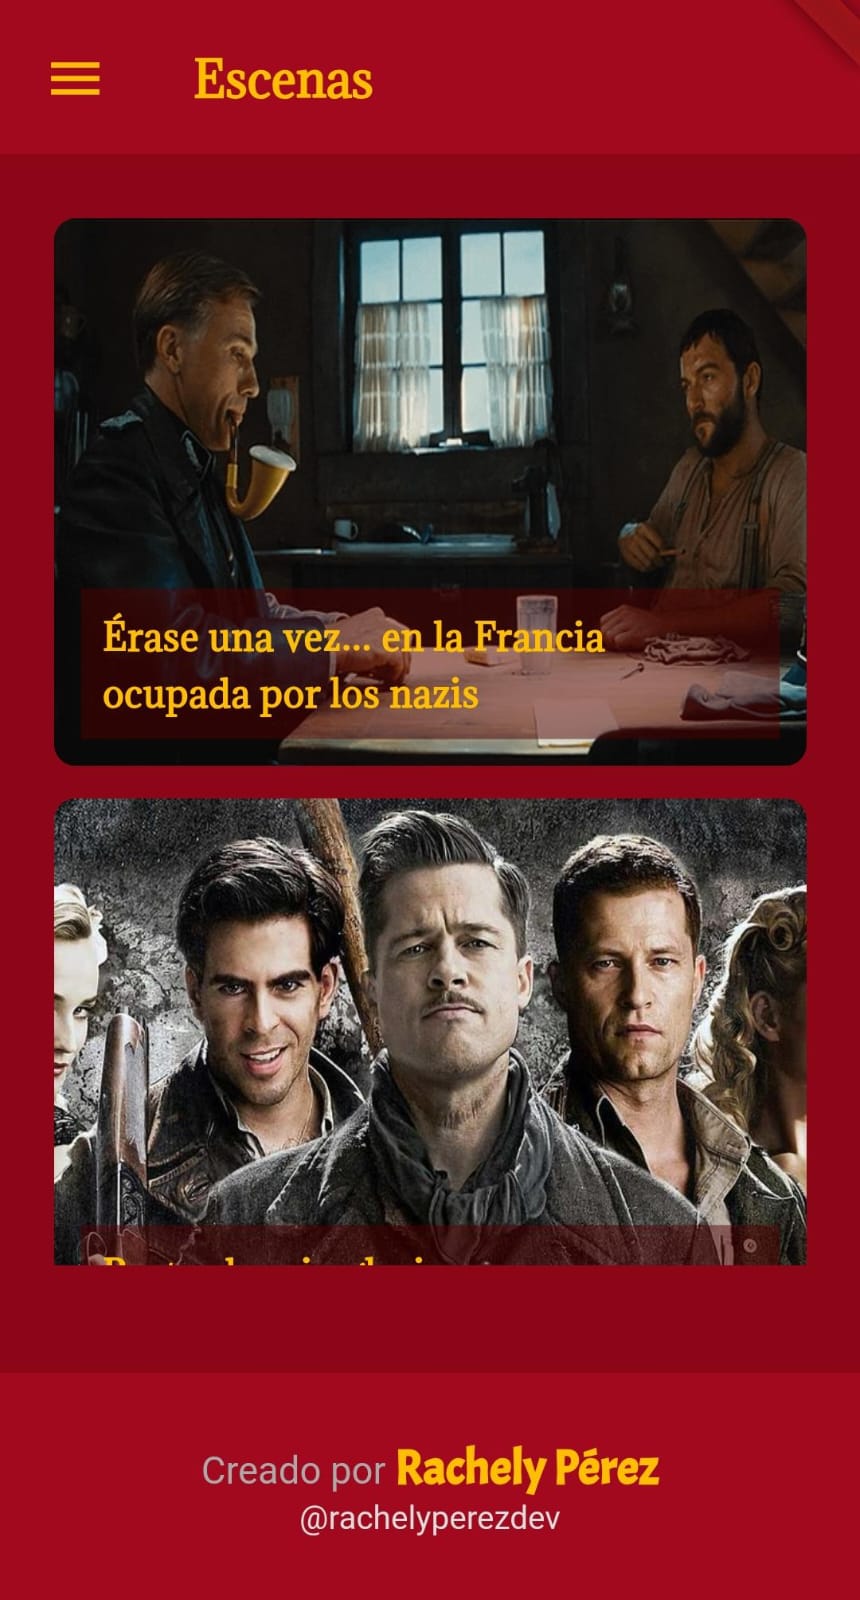 Escenas
Érase una vez... en la Francia
ocupada por los nazis
Creado por Rachely Pérez
@rachelyperezdev